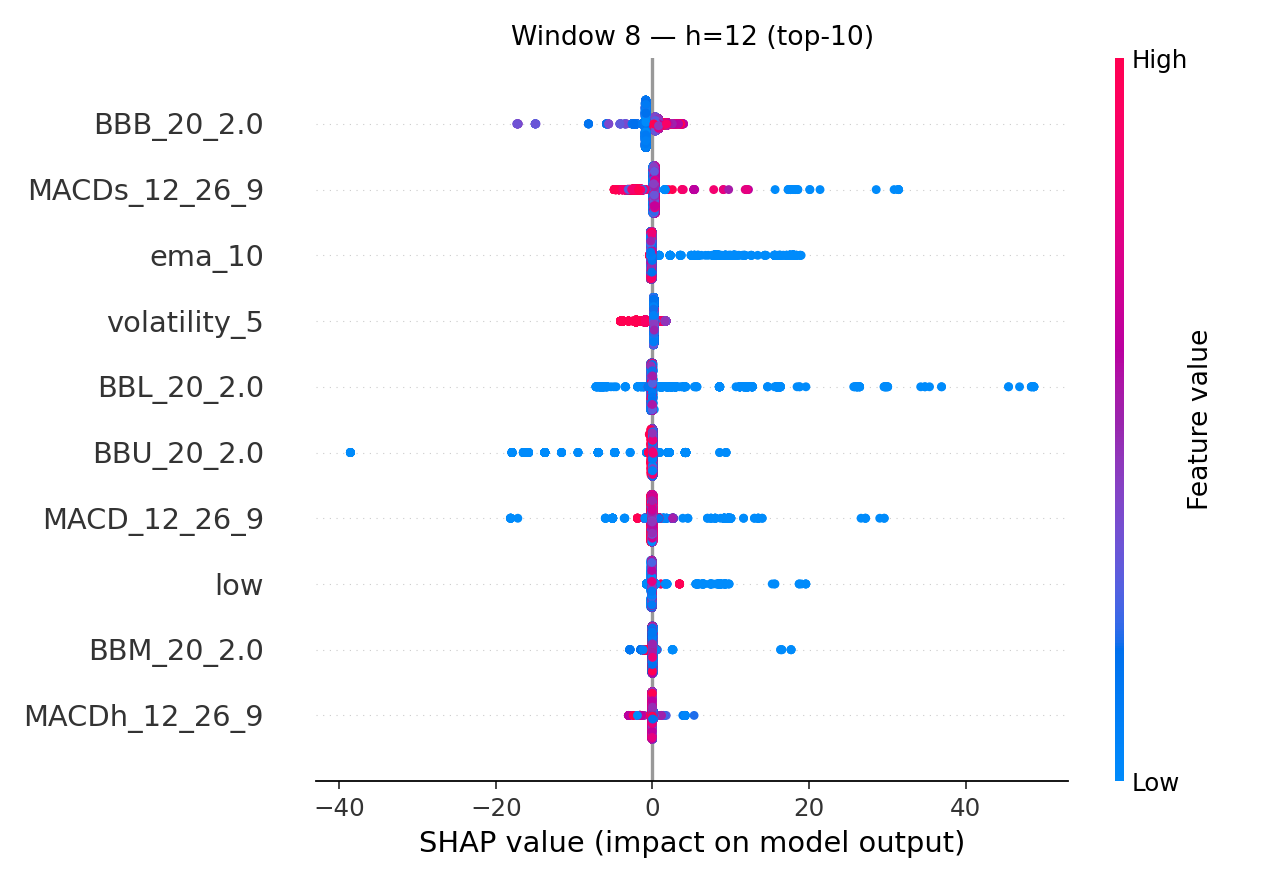 Window 8 — h=12 (top-10)
High
BBB_20_2.0
MACDs_12_26_9
ema_10
volatility_5
BBL_20_2.0
BBU_20_2.0
MACD_12_26_9
low
BBM_20_2.0
MACDh_12_26_9
Feature value
Low
−40 −20 0 20 40
SHAP value (impact on model output)